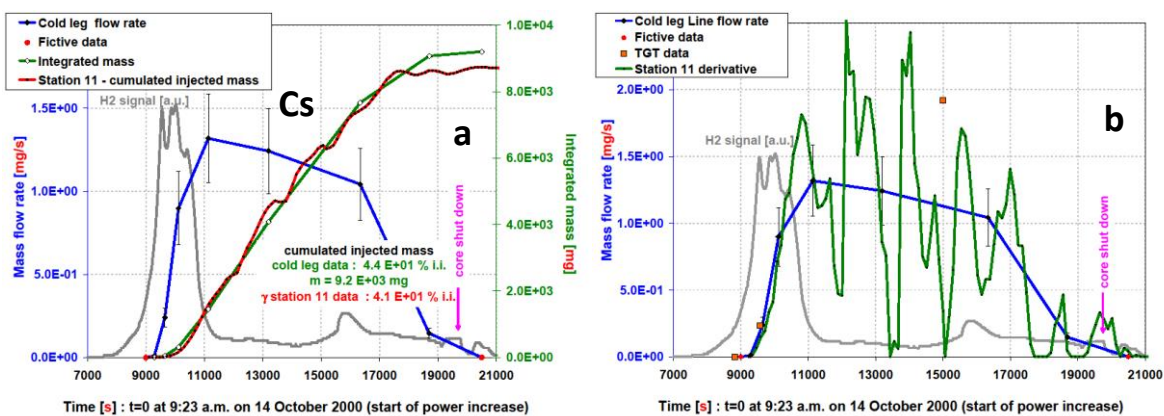 Cold leg flow rate
Fictive data
Integrated mass
Station 11 - cumulated injected mass
H2 signal [a.u.]
Cs
a
1.5E+00
1.0E+00
5.0E-01
0.0E+00
Mass flow rate [mg/s]
1.0E+04
8.0E+03
6.0E+03
4.0E+03
2.0E+03
0.0E+00
Integrated mass [mg]
cumulated injected mass
cold leg data : 4.4 E+01 % i.i.
m = 9.2 E+03 mg
γ station 11 data : 4.1 E+01 % i.i.
core shut down
7000 9000 11000 13000 15000 17000 19000 21000
Time [s] : t=0 at 9:23 a.m. on 14 October 2000 (start of power increase)
Cold leg Line flow rate
Fictive data
TGT data
Station 11 derivative
H2 signal [a.u.]
b
2.0E+00
1.5E+00
1.0E+00
5.0E-01
0.0E+00
Mass flow rate [mg/s]
core shut down
7000 9000 11000 13000 15000 17000 19000 21000
Time [s] : t=0 at 9:23 a.m. on 14 October 2000 (start of power increase)